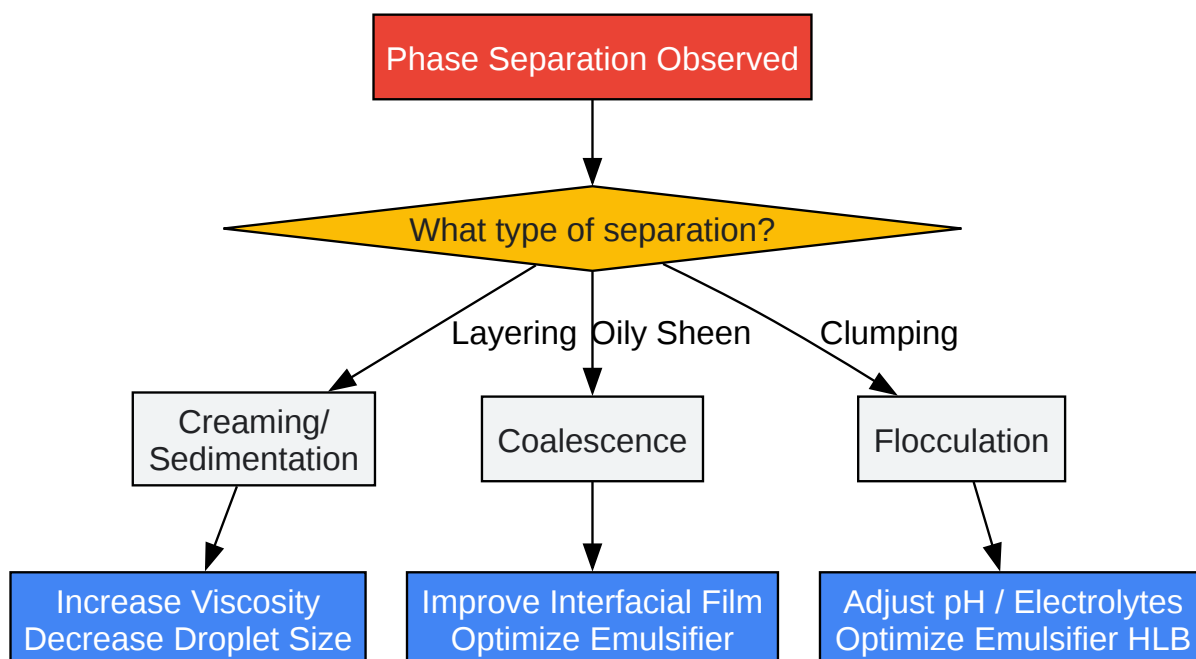 Phase Separation Observed
What type of separation?
Layering
Oily Sheen
Clumping
Creaming/
Sedimentation
Coalescence
Flocculation
Increase Viscosity
Decrease Droplet Size
Improve Interfacial Film
Optimize Emulsifier
Adjust pH / Electrolytes
Optimize Emulsifier HLB